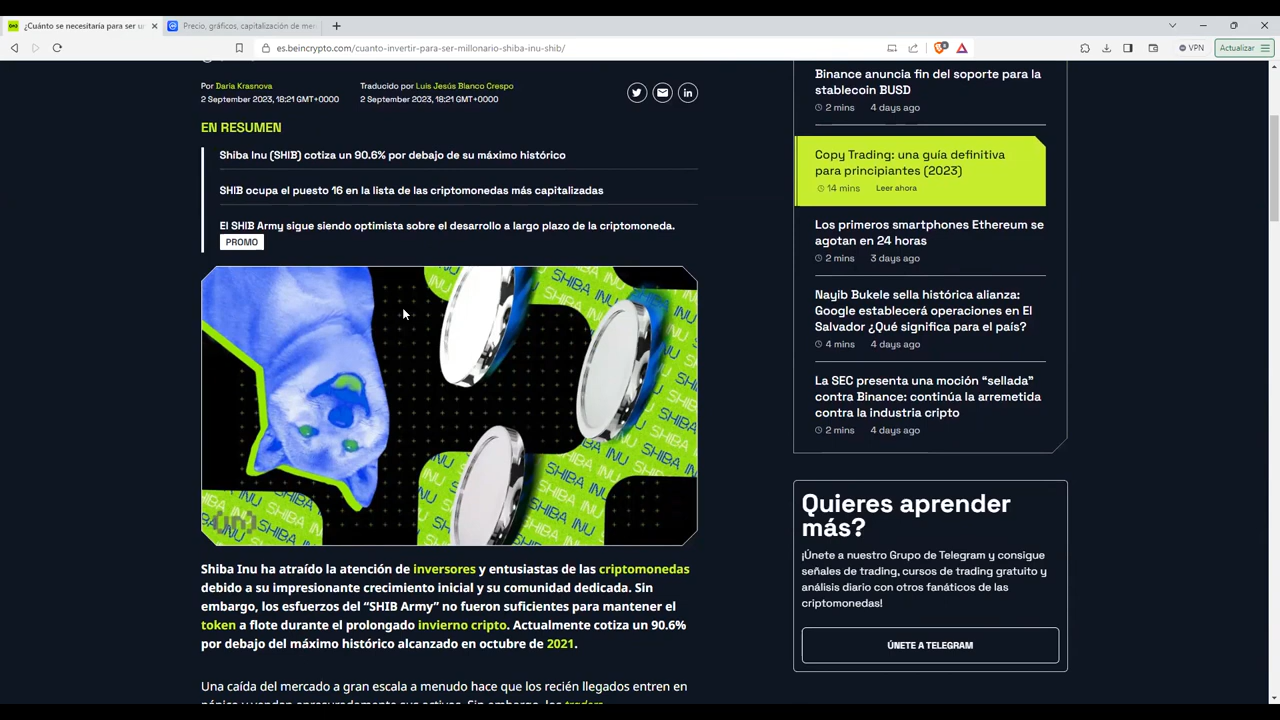 ¿Cuánto se necesitaría para ser un
Precio, gráficos, capitalización de mer
es.beincrypto.com/cuanto-invertir-para-ser-millonario-shiba-inu-shib/
VPN
Actualizar
Por Daria Krasnova
2 September 2023, 18:21 GMT+0000
Traducido por Luis Jesús Blanco Crespo
2 September 2023, 18:21 GMT+0000
EN RESUMEN
Shiba Inu (SHIB) cotiza un 90.6% por debajo de su máximo histórico
SHIB ocupa el puesto 16 en la lista de las criptomonedas más capitalizadas
El SHIB Army sigue siendo optimista sobre el desarrollo a largo plazo de la criptomoneda.
PROMO
SHIBA INU
Shiba Inu ha atraído la atención de inversores y entusiastas de las criptomonedas
debido a su impresionante crecimiento inicial y su comunidad dedicada. Sin
embargo, los esfuerzos del “SHIB Army” no fueron suficientes para mantener el
token a flote durante el prolongado invierno cripto. Actualmente cotiza un 90.6%
por debajo del máximo histórico alcanzado en octubre de 2021.
Una caída del mercado a gran escala a menudo hace que los recién llegados entren en
Binance anuncia fin del soporte para la
stablecoin BUSD
2 mins 4 days ago
Copy Trading: una guía definitiva
para principiantes (2023)
14 mins Leer ahora
Los primeros smartphones Ethereum se
agotan en 24 horas
2 mins 3 days ago
Nayib Bukele sella histórica alianza:
Google establecerá operaciones en El
Salvador ¿Qué significa para el país?
4 mins 4 days ago
La SEC presenta una moción “sellada”
contra Binance: continúa la arremetida
contra la industria cripto
2 mins 4 days ago
Quieres aprender
más?
¡Únete a nuestro Grupo de Telegram y consigue
señales de trading, cursos de trading gratuito y
análisis diario con otros fanáticos de las
criptomonedas!
ÚNETE A TELEGRAM